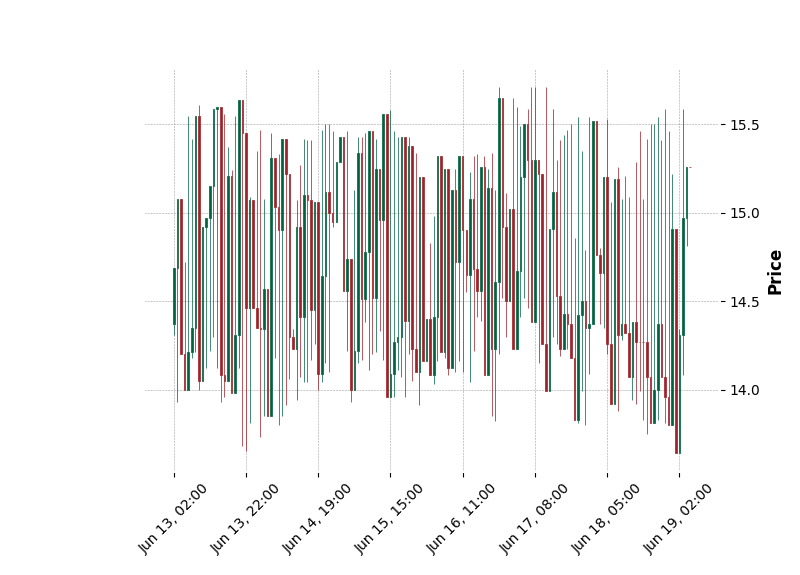 15.5
15.0
14.5
14.0
Price
Jun 13, 02:00
Jun 13, 22:00
Jun 14, 19:00
Jun 15, 15:00
Jun 16, 11:00
Jun 17, 08:00
Jun 18, 05:00
Jun 19, 02:00